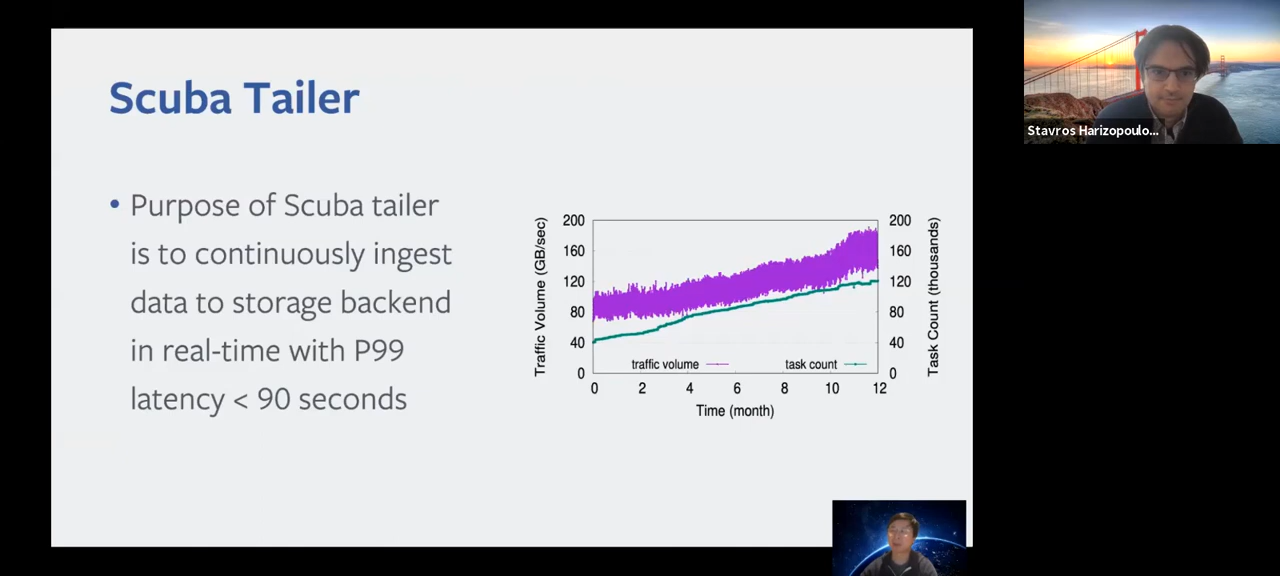 Scuba Tailer
• Purpose of Scuba tailer
is to continuously ingest
data to storage backend
in real-time with P99
latency < 90 seconds
Traffic Volume (GB/sec)
200
160
120
80
40
0
traffic volume
task count
200
160
120
80
40
0
Task Count (thousands)
0 2 4 6 8 10 12
Time (month)
Stavros Harizopoulo...